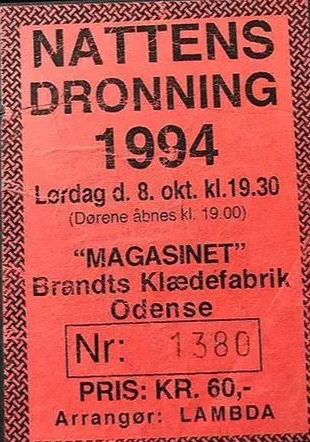 NATTENS
DRONNING
1994
Lørdag d. 8. okt. kl.19.30
(Dørene åbnes kl. 19.00)
"MAGASINET"
Brandts Klædefabrik
Odense
Nr: 1380
PRIS: KR. 60,-
Arrangør: LAMBDA